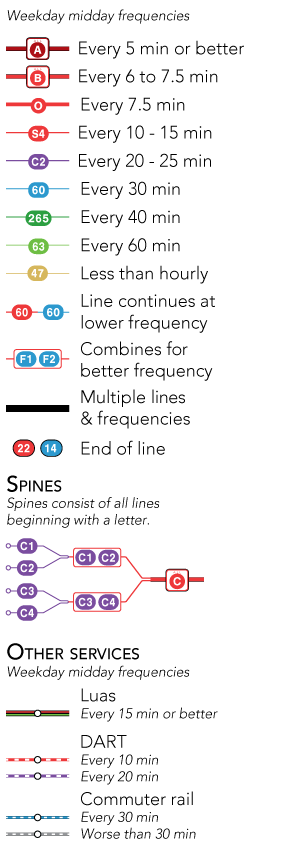 Weekday midday frequencies
A Every 5 min or better
B Every 6 to 7.5 min
O Every 7.5 min
S4 Every 10 - 15 min
C2 Every 20 - 25 min
60 Every 30 min
265 Every 40 min
63 Every 60 min
47 Less than hourly
60 60 Line continues at
lower frequency
F1 F2 Combines for
better frequency
Multiple lines
& frequencies
22 14 End of line
SPINES
Spines consist of all lines
beginning with a letter.
C1
C1 C2
C2
C
C3
C3 C4
C4
OTHER SERVICES
Weekday midday frequencies
Luas
Every 15 min or better
DART
Every 10 min
Every 20 min
Commuter rail
Every 30 min
Worse than 30 min